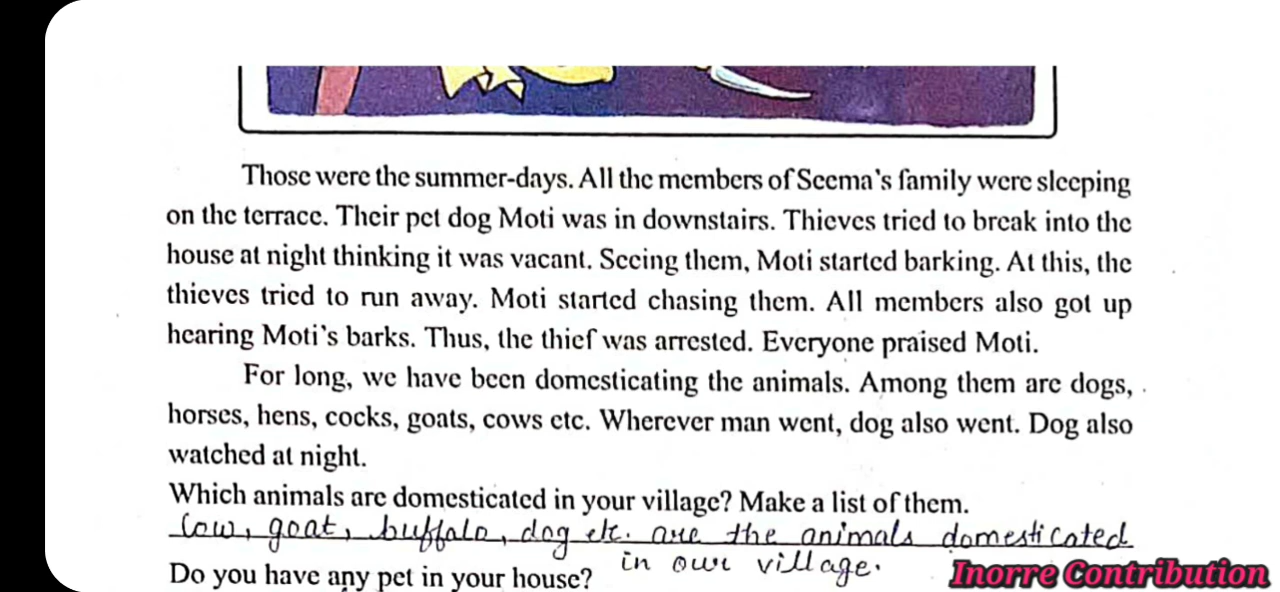 Those were the summer-days. All the members of Seema's family were sleeping
on the terrace. Their pet dog Moti was in downstairs. Thieves tried to break into the
house at night thinking it was vacant. Seeing them, Moti started barking. At this, the
thieves tried to run away. Moti started chasing them. All members also got up
hearing Moti's barks. Thus, the thief was arrested. Everyone praised Moti.
For long, we have been domesticating the animals. Among them are dogs,
horses, hens, cocks, goats, cows etc. Wherever man went, dog also went. Dog also
watched at night.
Which animals are domesticated in your village? Make a list of them.
Cow, goat, buffalo, dog etc. are the animals domesticated
in our village.
Do you have any pet in your house?
Inorre Contribution